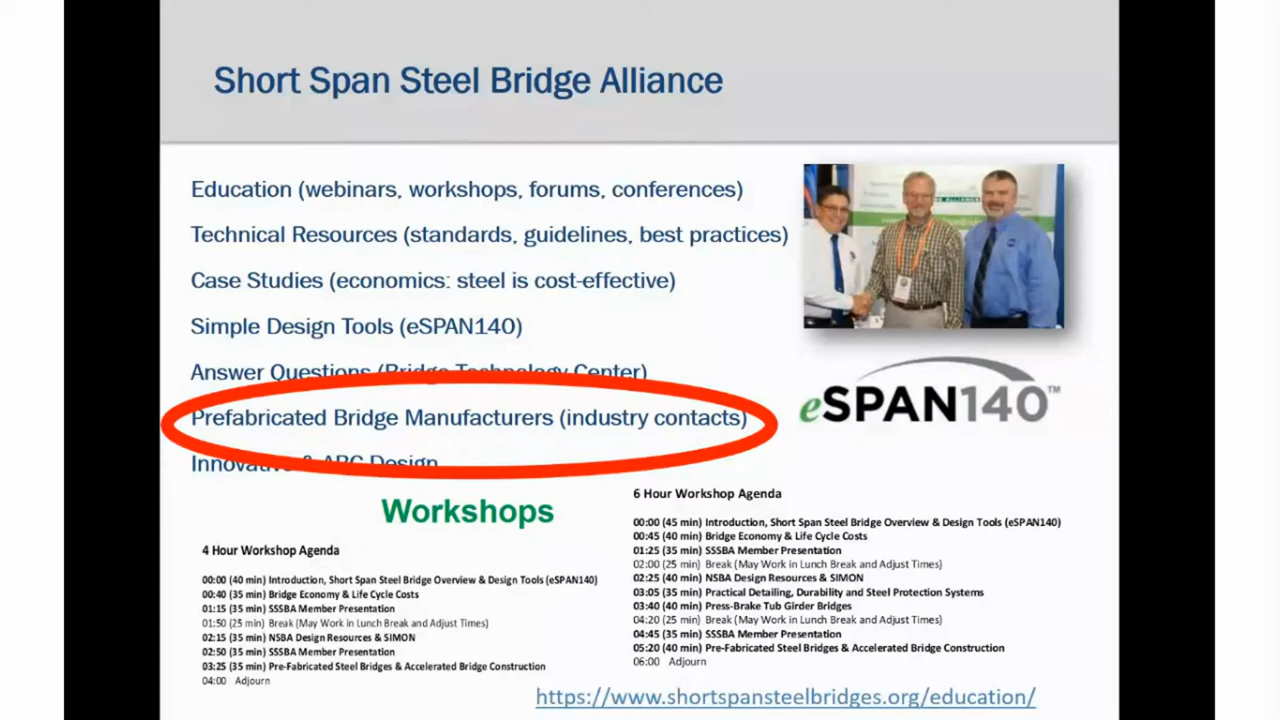 Short Span Steel Bridge Alliance
Education (webinars, workshops, forums, conferences)
Technical Resources (standards, guidelines, best practices)
Case Studies (economics: steel is cost-effective)
Simple Design Tools (eSPAN140)
Answer Questions (Bridge Technology Center)
Prefabricated Bridge Manufacturers (industry contacts)
Innovative & ABC Design
eSPAN140™
Workshops
4 Hour Workshop Agenda
00:00 (40 min) Introduction, Short Span Steel Bridge Overview & Design Tools (eSPAN140)
00:40 (35 min) Bridge Economy & Life Cycle Costs
01:15 (35 min) SSSBA Member Presentation
01:50 (25 min) Break (May Work in Lunch Break and Adjust Times)
02:15 (35 min) NSBA Design Resources & SIMON
02:50 (35 min) SSSBA Member Presentation
03:25 (35 min) Pre-Fabricated Steel Bridges & Accelerated Bridge Construction
04:00 Adjourn
6 Hour Workshop Agenda
00:00 (45 min) Introduction, Short Span Steel Bridge Overview & Design Tools (eSPAN140)
00:45 (40 min) Bridge Economy & Life Cycle Costs
01:25 (35 min) SSSBA Member Presentation
02:00 (25 min) Break (May Work in Lunch Break and Adjust Times)
02:25 (40 min) NSBA Design Resources & SIMON
03:05 (35 min) Practical Detailing, Durability and Steel Protection Systems
03:40 (40 min) Press-Brake Tub Girder Bridges
04:20 (25 min) Break (May Work in Lunch Break and Adjust Times)
04:45 (35 min) SSSBA Member Presentation
05:20 (40 min) Pre-Fabricated Steel Bridges & Accelerated Bridge Construction
06:00 Adjourn
https://www.shortspansteelbridges.org/education/